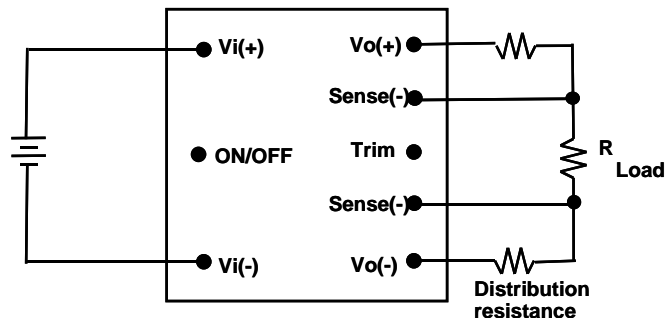 Vi(+)
Vo(+)
Sense(-)
ON/OFF
Trim
R
Load
Sense(-)
Vi(-)
Vo(-)
Distribution
resistance